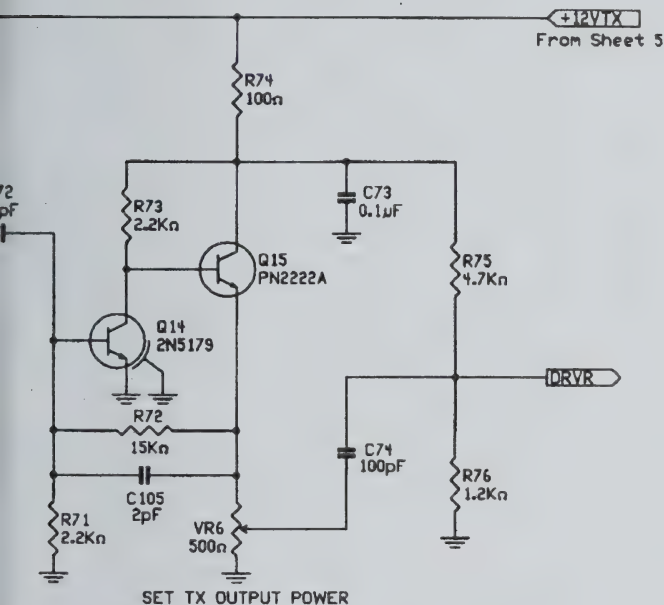 +12VTX
From Sheet 5
R74
100Ω
72
pF
R73
2.2KΩ
C73
0.1µF
Q15
PN2222A
R75
4.7KΩ
Q14
2N5179
DRVR
R72
15KΩ
C74
100pF
C105
2pF
R76
1.2KΩ
R71
2.2KΩ
VR6
500Ω
SET TX OUTPUT POWER